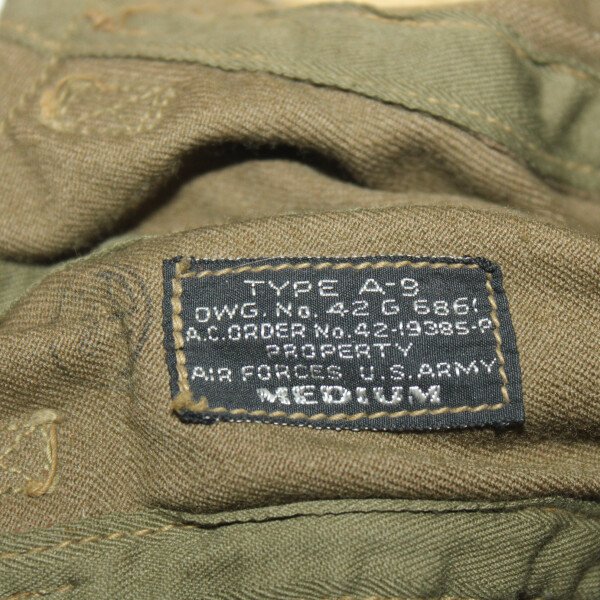 TYPE A-9
DWG. No. 42 G 6861
A.C. ORDER No. 42-19385-P
PROPERTY
AIR FORCES U.S. ARMY
MEDIUM